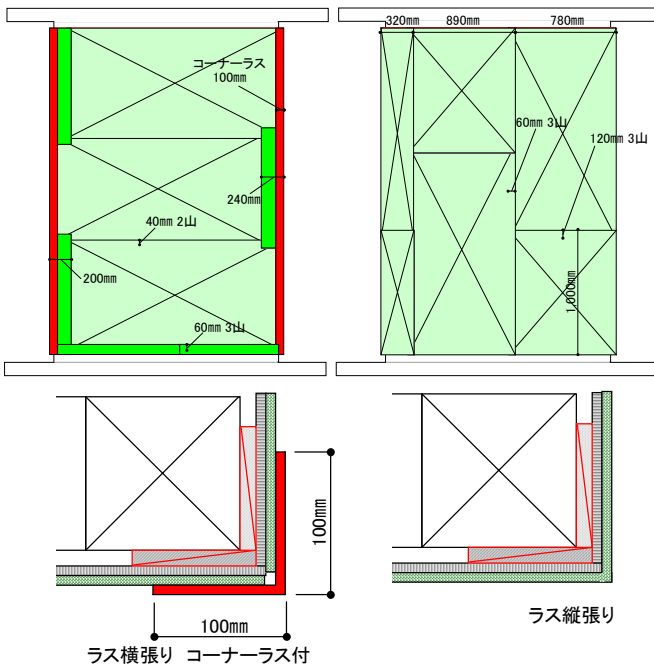 コーナーラス
100mm
240mm
40mm 2山
200mm
60mm 3山
320mm
890mm
780mm
60mm 3山
120mm 3山
1,000mm
100mm
100mm
ラス横張り コーナーラス付
ラス縦張り